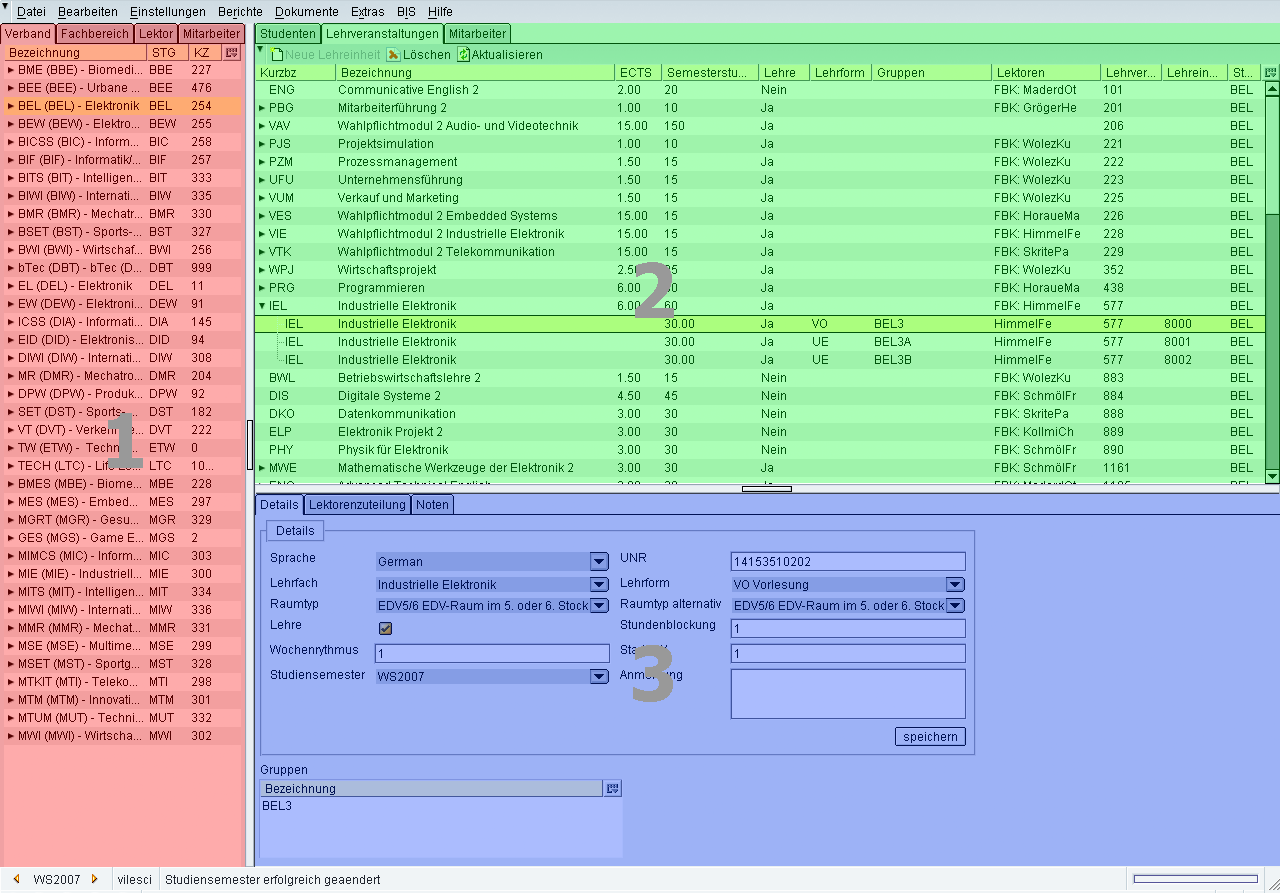 Datei Bearbeiten Einstellungen Berichte Dokumente Extras BIS Hilfe
Verband Fachbereich Lektor Mitarbeiter
Bezeichnung STG KZ
BME (BBE) - Biomedi... BBE 227
BEE (BEE) - Urbane ... BEE 476
BEL (BEL) - Elektronik BEL 254
BEW (BEW) - Elektro... BEW 255
BICSS (BIC) - Inform... BIC 258
BIF (BIF) - Informatik/... BIF 257
BITS (BIT) - Intelligen... BIT 333
BIWI (BIW) - Internati... BIW 335
BMR (BMR) - Mechatr... BMR 330
BSET (BST) - Sports-... BST 327
BWI (BWI) - Wirtschaf... BWI 256
bTec (DBT) - bTec (D... DBT 999
EL (DEL) - Elektronik DEL 11
EW (DEW) - Elektroni... DEW 91
ICSS (DIA) - Informati... DIA 145
EID (DID) - Elektronis... DID 94
DIWI (DIW) - Internati... DIW 308
MR (DMR) - Mechatro... DMR 204
DPW (DPW) - Produk... DPW 92
SET (DST) - Sports-... DST 182
VT (DVT) - ... DVT 222
TW (ETW) - ... ETW 0
TECH (LTC) - ... LTC 10...
BMES (MBE) - Biome... MBE 228
MES (MES) - Embed... MES 297
MGRT (MGR) - Gesu... MGR 329
GES (MGS) - Game E... MGS 2
MIMCS (MIC) - Inform... MIC 303
MIE (MIE) - Industriell... MIE 300
MITS (MIT) - Intelligen... MIT 334
MIWI (MIW) - Internati... MIW 336
MMR (MMR) - Mechat... MMR 331
MSE (MSE) - Multime... MSE 299
MSET (MST) - Sportg... MST 328
MTKIT (MTI) - Teleko... MTI 298
MTM (MTM) - Innovati... MTM 301
MTUM (MUT) - Techni... MUT 332
MWI (MWI) - Wirtscha... MWI 302
1
Studenten Lehrveranstaltungen Mitarbeiter
Neue Lehreinheit Löschen Aktualisieren
Kurzbz Bezeichnung ECTS Semesterstu... Lehre Lehrform Gruppen Lektoren Lehrver... Lehrein... St...
ENG Communicative English 2 2.00 20 Nein FBK: MaderdOt 101 BEL
PBG Mitarbeiterführung 2 1.00 10 Ja FBK: GrögerHe 201 BEL
VAV Wahlpflichtmodul 2 Audio- und Videotechnik 15.00 150 Ja 206 BEL
PJS Projektsimulation 1.00 10 Ja FBK: WolezKu 221 BEL
PZM Prozessmanagement 1.50 15 Ja FBK: WolezKu 222 BEL
UFU Unternehmensführung 1.50 15 Ja FBK: WolezKu 223 BEL
VUM Verkauf und Marketing 1.50 15 Ja FBK: WolezKu 225 BEL
VES Wahlpflichtmodul 2 Embedded Systems 15.00 15 Ja FBK: HoraueMa 226 BEL
VIE Wahlpflichtmodul 2 Industrielle Elektronik 15.00 15 Ja FBK: HimmelFe 228 BEL
VTK Wahlpflichtmodul 2 Telekommunikation 15.00 15 Ja FBK: SkritePa 229 BEL
WPJ Wirtschaftsprojekt Ja FBK: WolezKu 352 BEL
PRG Programmieren 6.00 Ja FBK: HoraueMa 438 BEL
IEL Industrielle Elektronik 6.00 60 Ja FBK: HimmelFe 577 BEL
IEL Industrielle Elektronik 30.00 Ja VO BEL3 HimmelFe 577 8000 BEL
IEL Industrielle Elektronik 30.00 Ja UE BEL3A HimmelFe 577 8001 BEL
IEL Industrielle Elektronik 30.00 Ja UE BEL3B HimmelFe 577 8002 BEL
BWL Betriebswirtschaftslehre 2 1.50 15 Nein FBK: WolezKu 883 BEL
DIS Digitale Systeme 2 4.50 45 Nein FBK: SchmölFr 884 BEL
DKO Datenkommunikation 3.00 30 Nein FBK: SkritePa 888 BEL
ELP Elektronik Projekt 2 3.00 30 Nein FBK: KollmiCh 889 BEL
PHY Physik für Elektronik 3.00 30 Nein FBK: SchmölFr 890 BEL
MWE Mathematische Werkzeuge der Elektronik 2 3.00 30 Ja FBK: SchmölFr 1161 BEL
2
Details Lektorenzuteilung Noten
Details
Sprache German UNR 14153510202
Lehrfach Industrielle Elektronik Lehrform VO Vorlesung
Raumtyp EDV5/6 EDV-Raum im 5. oder 6. Stock Raumtyp alternativ EDV5/6 EDV-Raum im 5. oder 6. Stock
Lehre Stundenblockung 1
Wochenrythmus 1 1
Studiensemester WS2007
3
speichern
Gruppen
Bezeichnung
BEL3
WS2007 vilesci Studiensemester erfolgreich geaendert